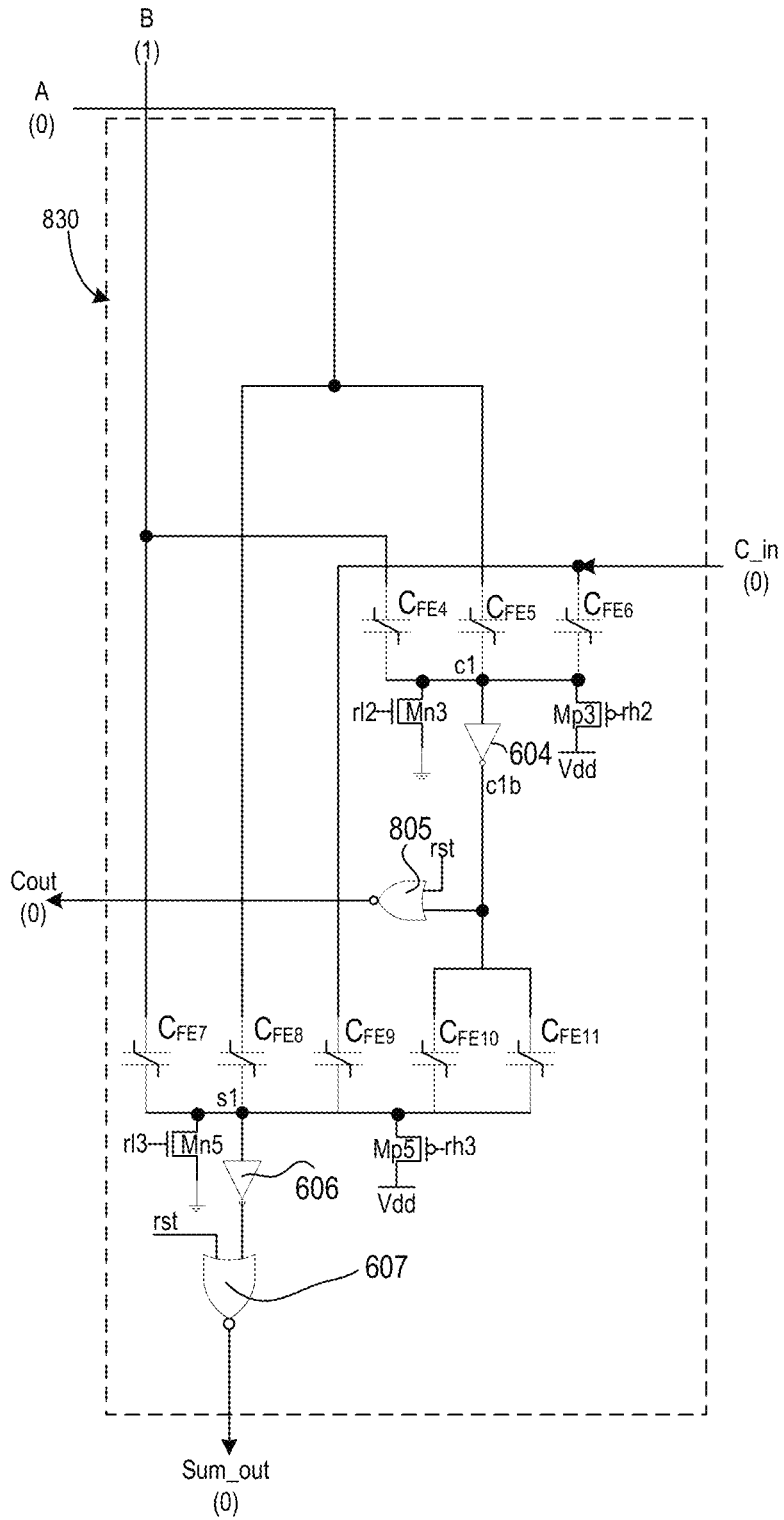 B
(1)
A
(0)
830
C_in
(0)
CFE4
CFE5
CFE6
c1
rl2
Mn3
604
Mp3
rh2
Vdd
c1b
805
rst
Cout
(0)
CFE7
CFE8
CFE9
CFE10
CFE11
s1
rl3
Mn5
606
Mp5
rh3
Vdd
rst
607
Sum_out
(0)